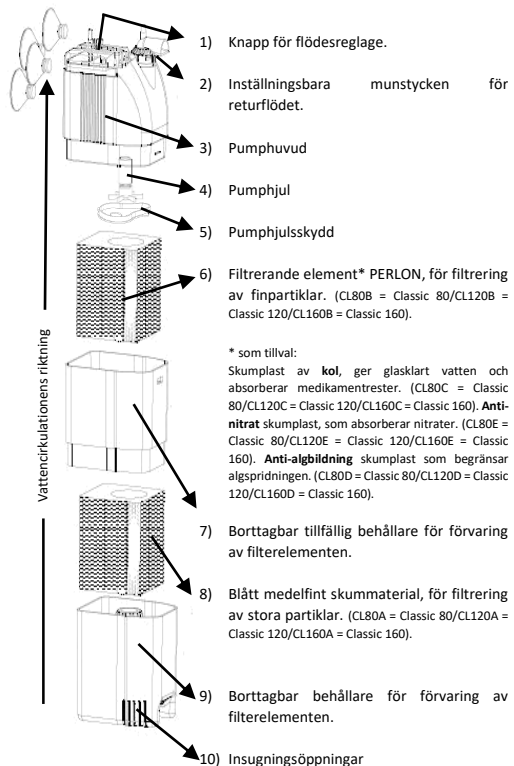 1) Knapp för flödesreglage.
2) Inställningsbara munstycken för
returflödet.
3) Pumphuvud
4) Pumphjul
5) Pumphjulsskydd
6) Filtrerande element* PERLON, för filtrering
av finpartiklar. (CL80B = Classic 80/CL120B =
Classic 120/CL160B = Classic 160).
* som tillval:
Skumplast av kol, ger glasklart vatten och
absorberar medikamentrester. (CL80C = Classic
80/CL120C = Classic 120/CL160C = Classic 160). Anti-
nitrat skumplast, som absorberar nitrater. (CL80E =
Classic 80/CL120E = Classic 120/CL160E = Classic
160). Anti-algbildning skumplast som begränsar
algspridningen. (CL80D = Classic 80/CL120D = Classic
120/CL160D = Classic 160).
7) Borttagbar tillfällig behållare för förvaring
av filterelementen.
8) Blått medelfint skummaterial, för filtrering
av stora partiklar. (CL80A = Classic 80/CL120A =
Classic 120/CL160A = Classic 160).
9) Borttagbar behållare för förvaring av
filterelementen.
10) Insugningsöppningar
Vattencirkulationens riktning